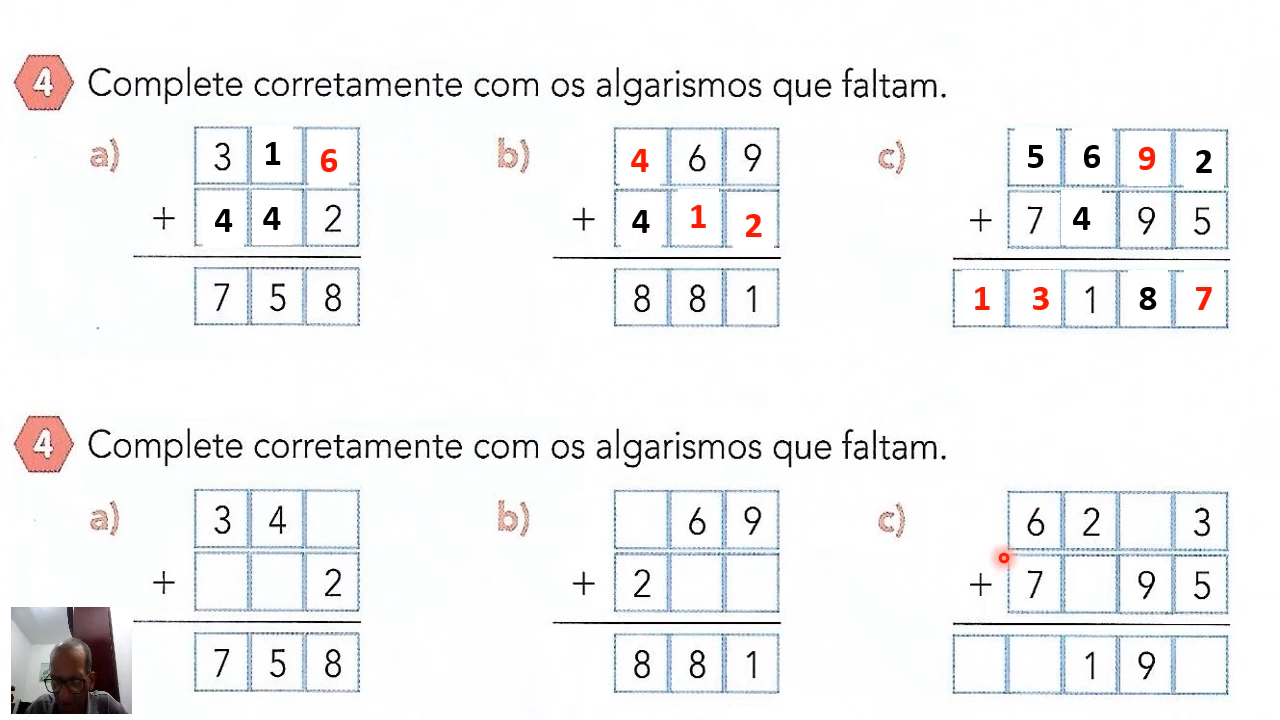 4 Complete corretamente com os algarismos que faltam.
a) 3 1 6
+ 4 4 2
7 5 8
b) 4 6 9
+ 4 1 2
8 8 1
c) 5 6 9 2
+ 7 4 9 5
1 3 1 8 7
4 Complete corretamente com os algarismos que faltam.
a) 3 4
+ 2
7 5 8
b) 6 9
+ 2
8 8 1
c) 6 2 3
+ 7 9 5
1 9